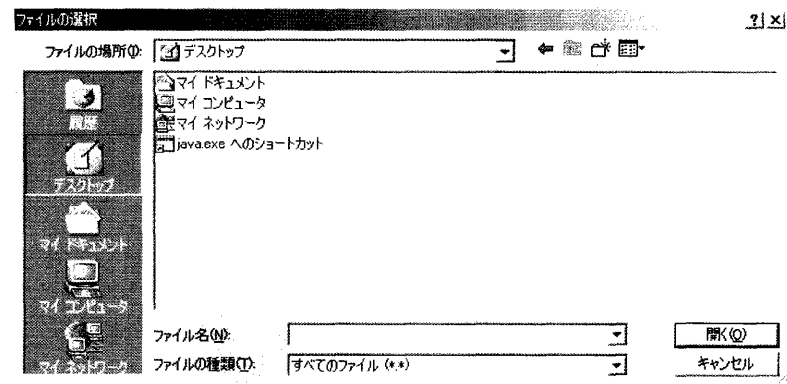 ファイルの選択
ファイルの場所(I):
デスクトップ
履歴
デスクトップ
マイ ドキュメント
マイ コンピュータ
マイ ネットワーク
マイ ドキュメント
マイ コンピュータ
マイ ネットワーク
java.exe へのショートカット
ファイル名(N):
開く(O)
ファイルの種類(T):
すべてのファイル (*.*)
キャンセル